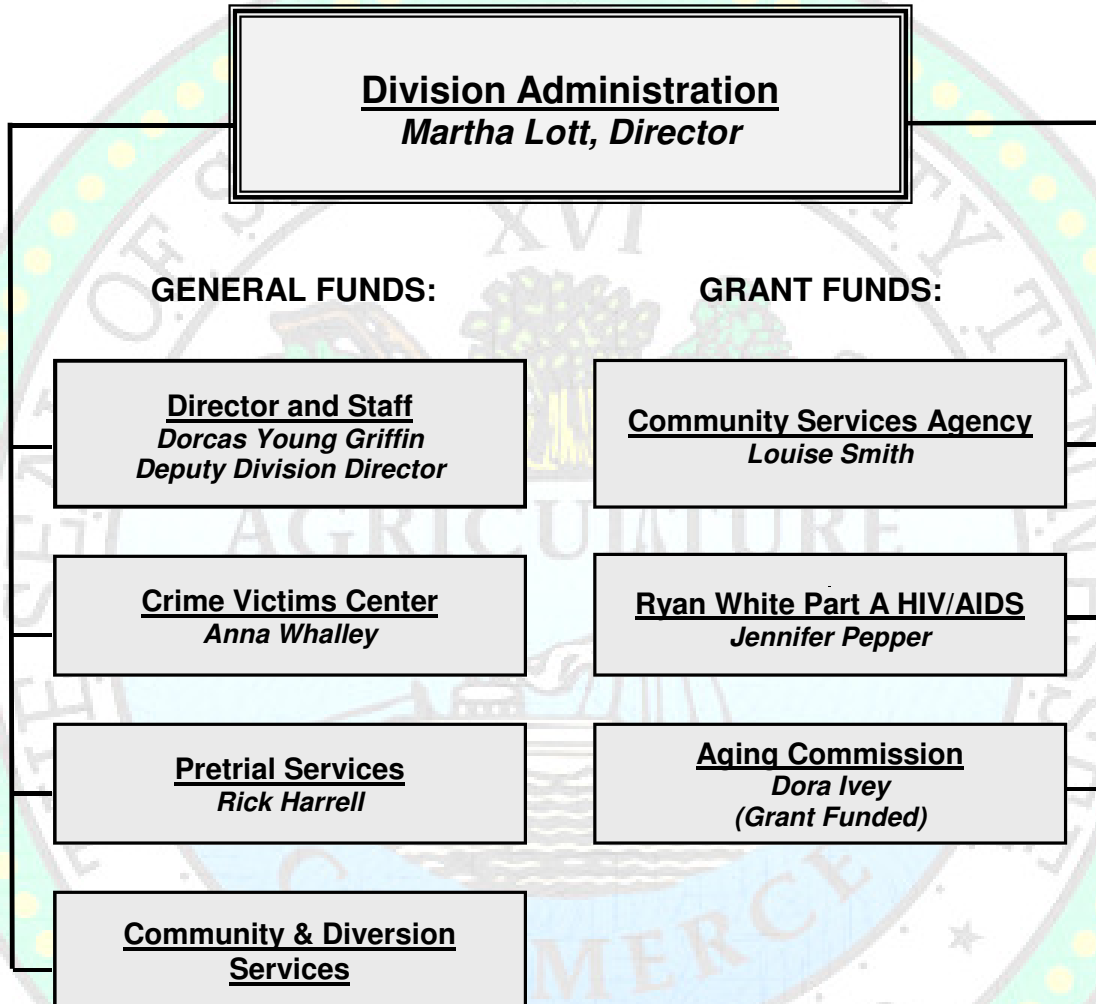 Division Administration
Martha Lott, Director
GENERAL FUNDS:
GRANT FUNDS:
Director and Staff
Dorcas Young Griffin
Deputy Division Director
Community Services Agency
Louise Smith
Crime Victims Center
Anna Whalley
Ryan White Part A HIV/AIDS
Jennifer Pepper
Pretrial Services
Rick Harrell
Aging Commission
Dora Ivey
(Grant Funded)
Community & Diversion
Services
XVI
AGRICULTURE